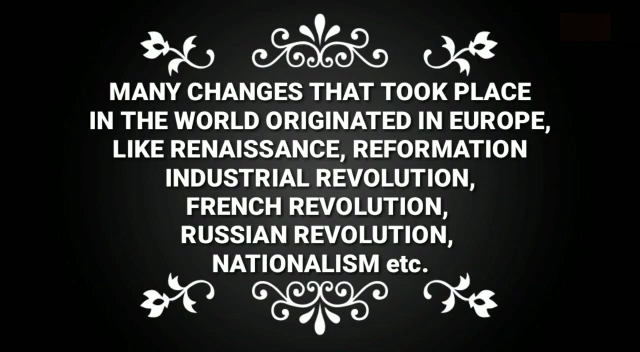 MANY CHANGES THAT TOOK PLACE
IN THE WORLD ORIGINATED IN EUROPE,
LIKE RENAISSANCE, REFORMATION
INDUSTRIAL REVOLUTION,
FRENCH REVOLUTION,
RUSSIAN REVOLUTION,
NATIONALISM etc.